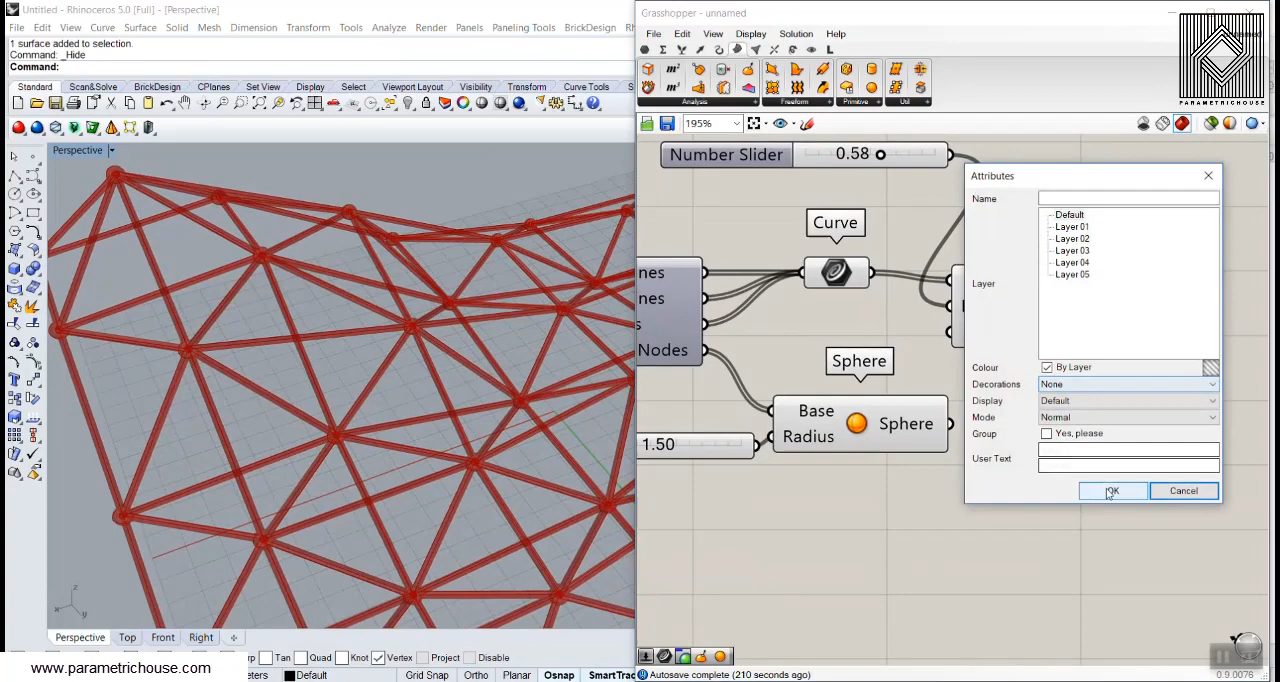 Untitled - Rhinoceros 5.0 [Full] - [Perspective]
File Edit View Curve Surface Solid Mesh Dimension Transform Tools Analyze Render Panels Paneling Tools BrickDesign
1 surface added to selection.
Command: _Hide
Command:
Standard Scan&Solve BrickDesign CPlanes Set View Display Select Viewport Layout Visibility Transform Curve Tools
Perspective
Perspective Top Front Right
Tan Quad Knot Vertex Project Disable
Default Grid Snap Ortho Planar Osnap SmartTrac
www.parametrichouse.com
Grasshopper - unnamed
File Edit View Display Solution Help
Analysis Freeform Primitive Util
195%
PARAMETRICHOUSE
Number Slider 0.58
Curve
Nodes
Sphere
Base
Radius
Sphere
1.50
Attributes
Name
Layer
Default
Layer 01
Layer 02
Layer 03
Layer 04
Layer 05
Colour By Layer
Decorations None
Display Default
Mode Normal
Group Yes, please
User Text
OK Cancel
Autosave complete (210 seconds ago)
0.9.0076